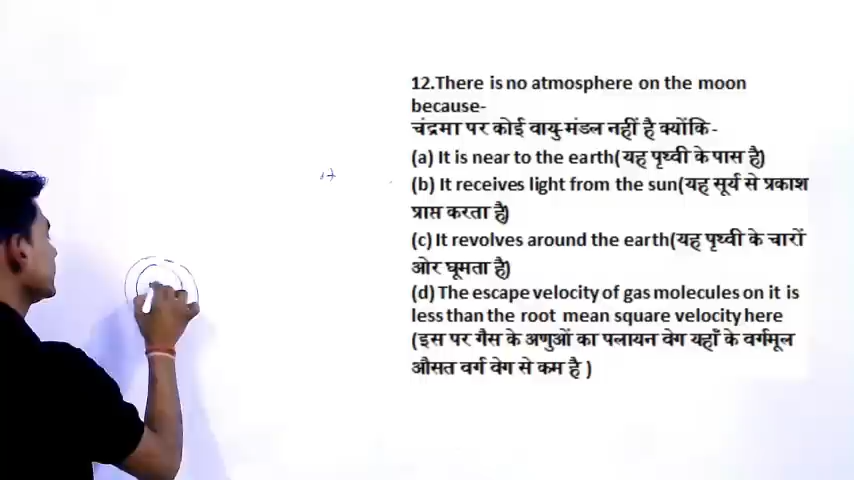 12.There is no atmosphere on the moon
because-
चंद्रमा पर कोई वायु-मंडल नहीं है क्योंकि-
(a) It is near to the earth(यह पृथ्वी के पास है)
(b) It receives light from the sun(यह सूर्य से प्रकाश
प्राप्त करता है)
(c) It revolves around the earth(यह पृथ्वी के चारों
ओर घूमता है)
(d) The escape velocity of gas molecules on it is
less than the root mean square velocity here
(इस पर गैस के अणुओं का पलायन वेग यहाँ के वर्गमूल
औसत वर्ग वेग से कम है )